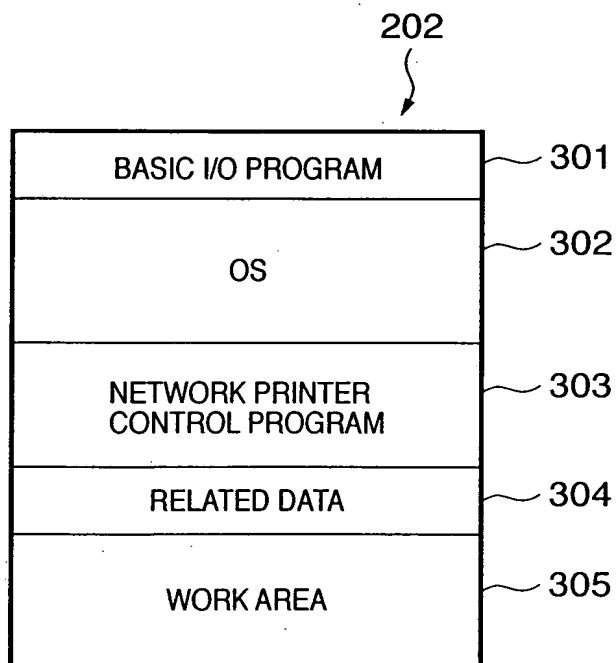 202
BASIC I/O PROGRAM
301
OS
302
NETWORK PRINTER
CONTROL PROGRAM
303
RELATED DATA
304
WORK AREA
305